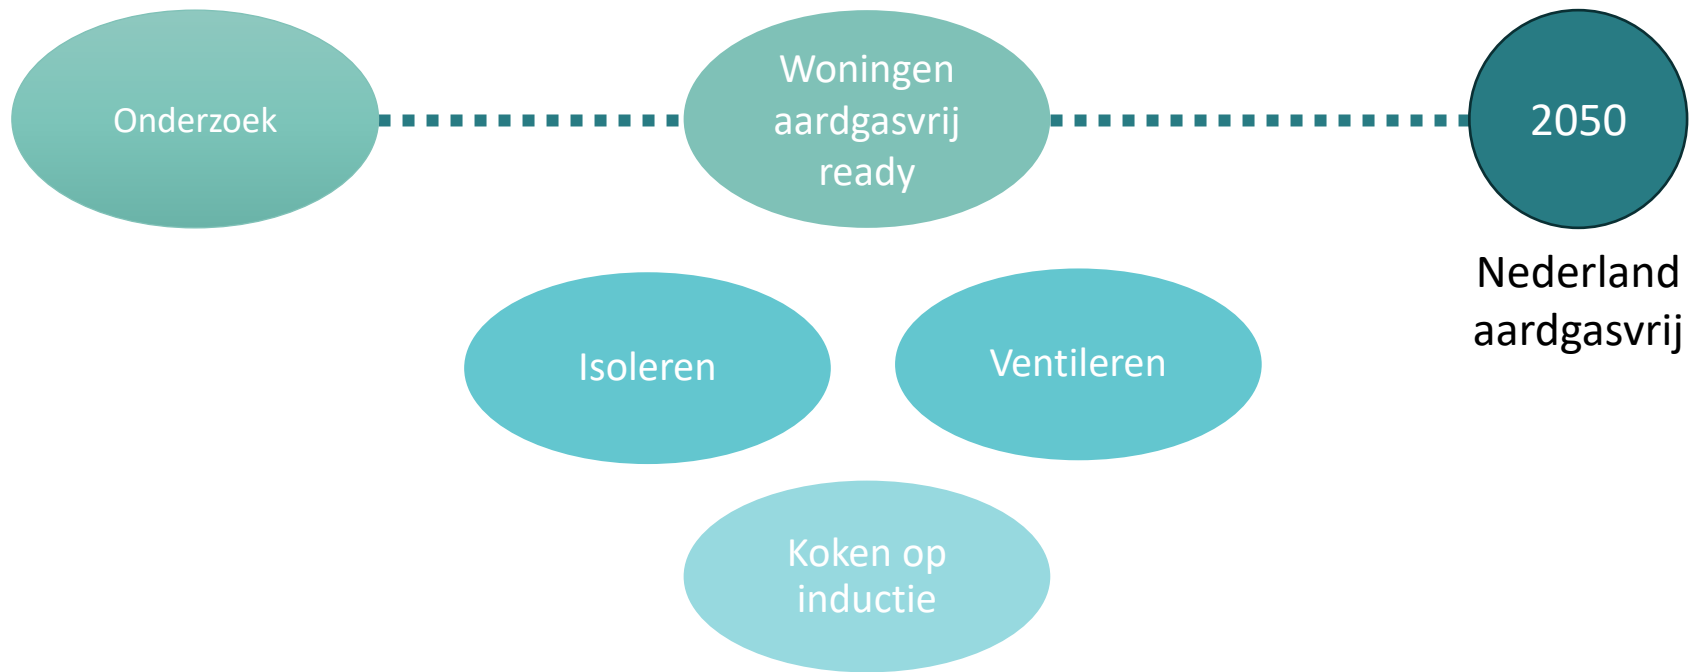 Onderzoek
Woningen
aardgasvrij
ready
2050
Nederland
aardgasvrij
Isoleren
Ventileren
Koken op
inductie